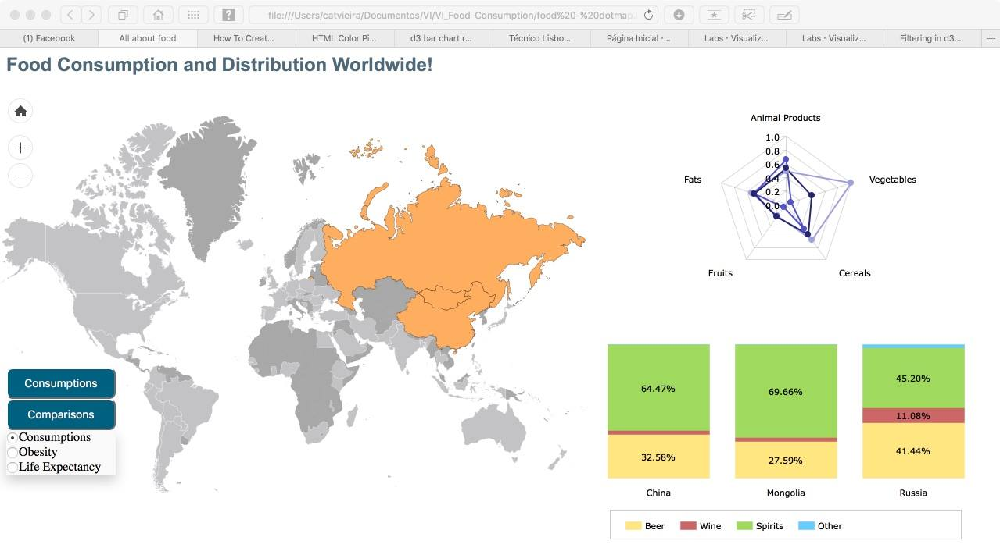 file:///Users/catvieira/Documentos/VI/VI_Food-Consumption/food%20-%20dotmap.
(1) Facebook
All about food
How To Creat...
HTML Color Pi...
d3 bar chart r...
Técnico Lisbo...
Página Inicial ·...
Labs · Visualiz...
Labs · Visualiz...
Filtering in d3....
Food Consumption and Distribution Worldwide!
Animal Products
1.0
0.8
0.6
0.4
0.2
0.0
Fats
Vegetables
Fruits
Cereals
Consumptions
Comparisons
Consumptions
Obesity
Life Expectancy
64.47%
32.58%
69.66%
27.59%
45.20%
11.08%
41.44%
China
Mongolia
Russia
Beer
Wine
Spirits
Other